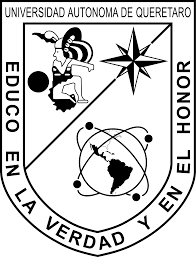 UNIVERSIDAD AUTONOMA DE QUERETARO
EDUCO EN LA VERDAD Y EN EL HONOR